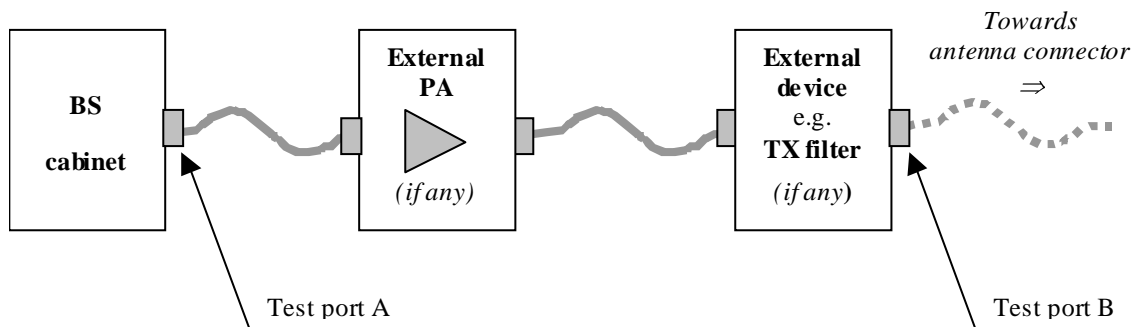 BS
cabinet
External
PA
(if any)
External
device
e.g.
TX filter
(if any)
Towards
antenna connector
⇒
Test port A
Test port B